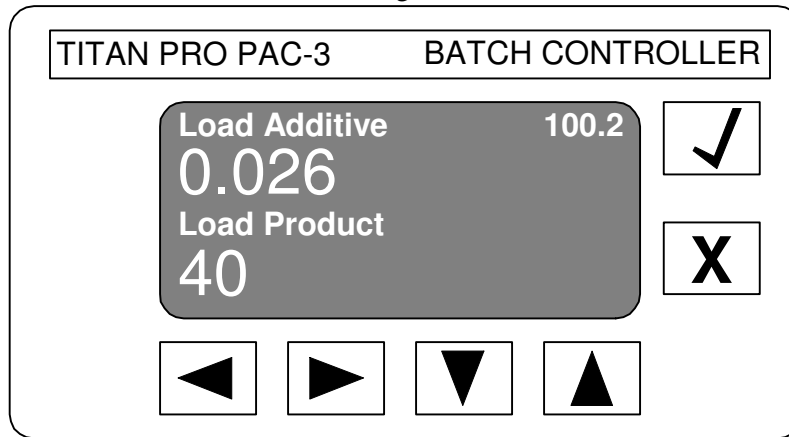 TITAN PRO PAC-3 BATCH CONTROLLER
Load Additive 100.2
0.026
Load Product
40
X